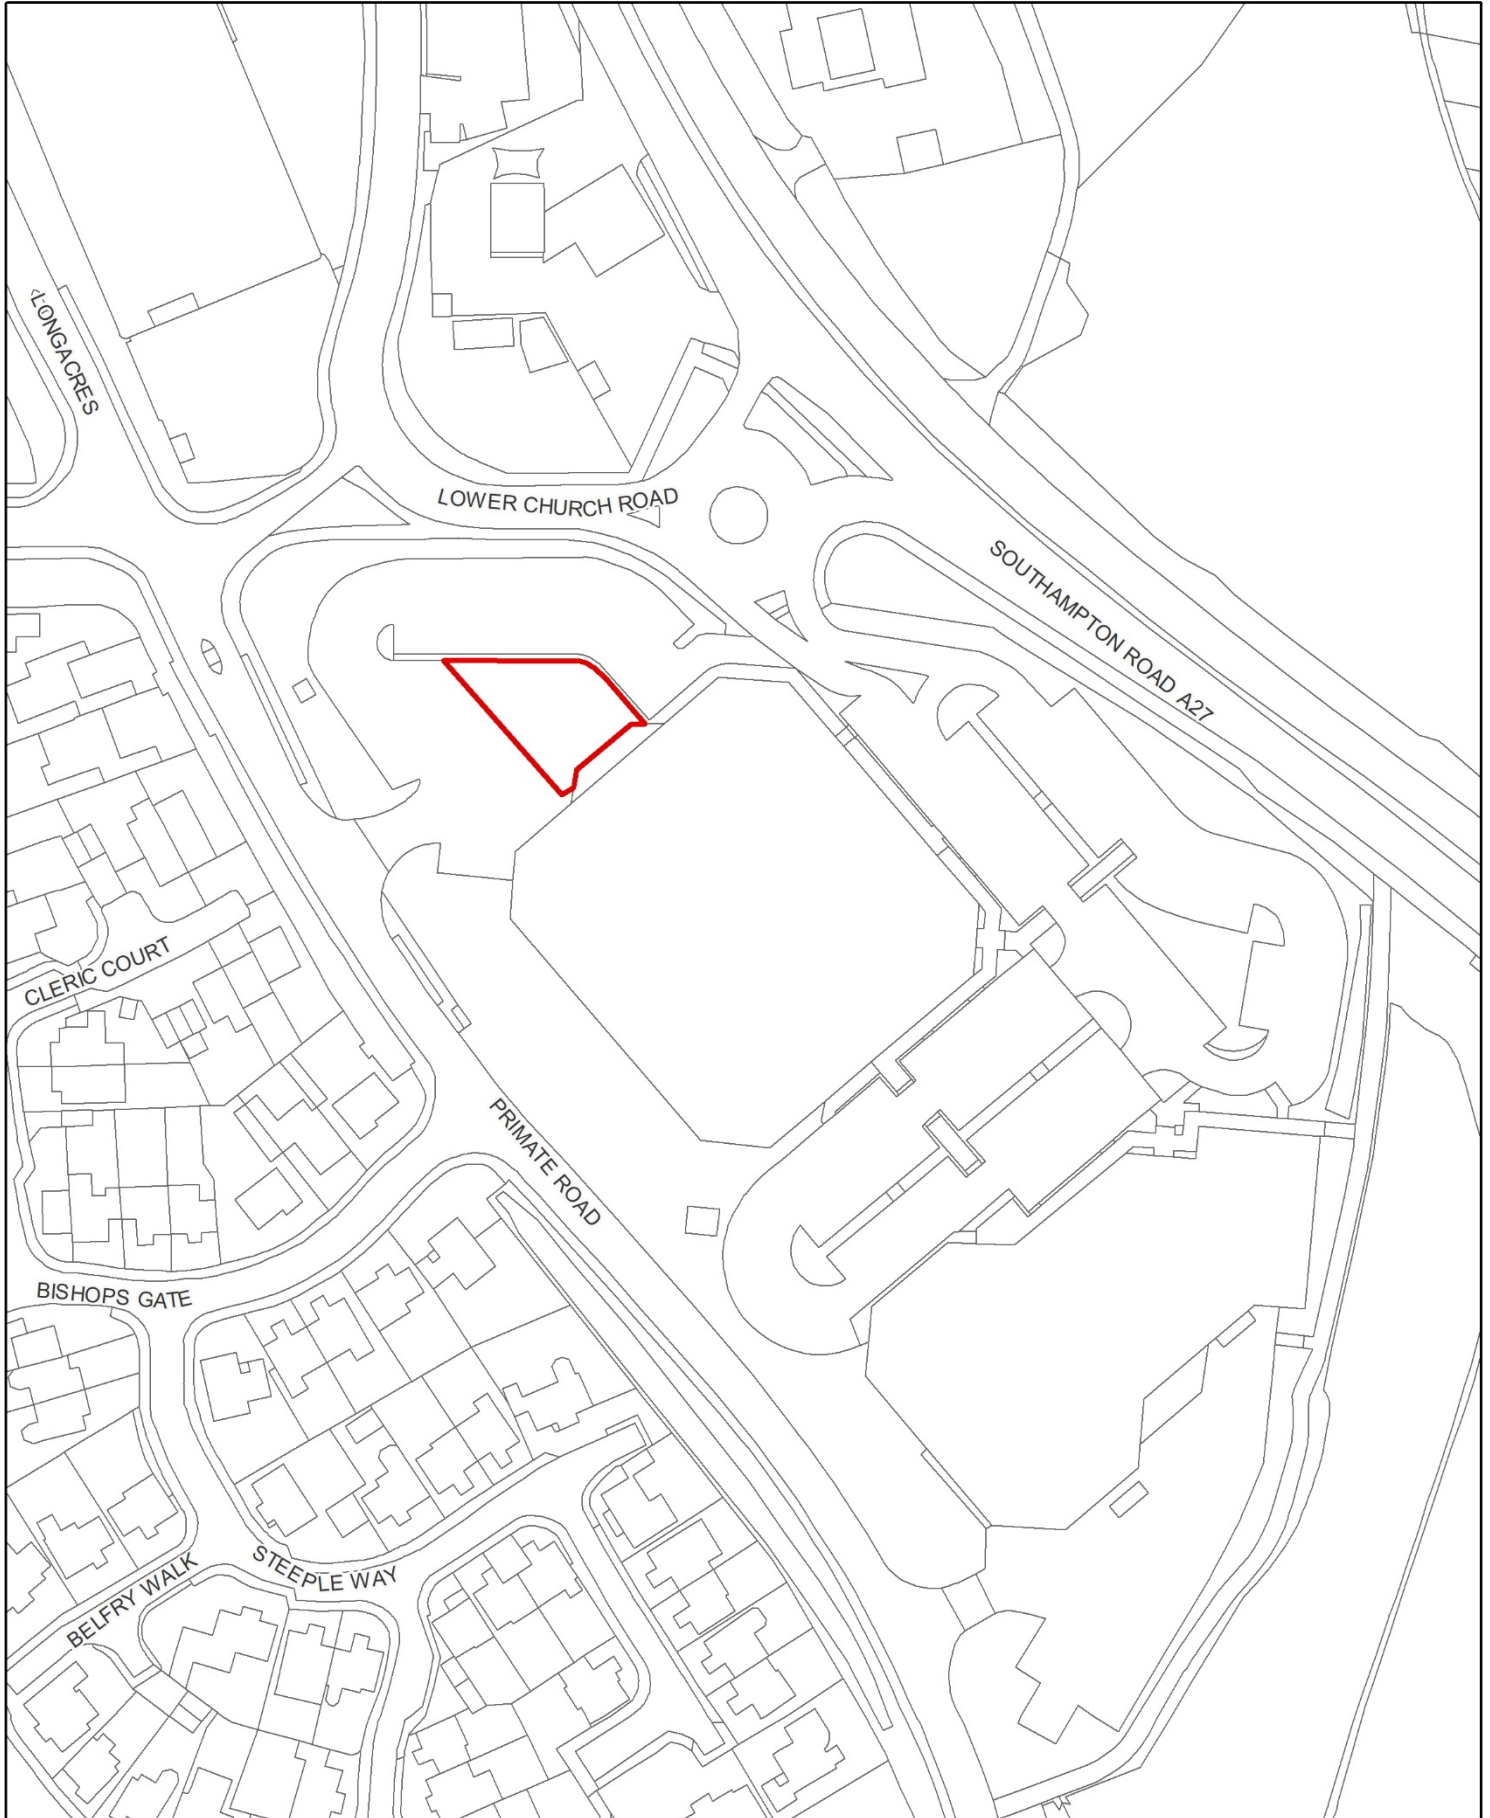 LONGACRES
LOWER CHURCH ROAD
SOUTHAMPTON ROAD A27
CLERIC COURT
PRIMATE ROAD
BISHOPS GATE
STEEPLE WAY
BELFRY WALK